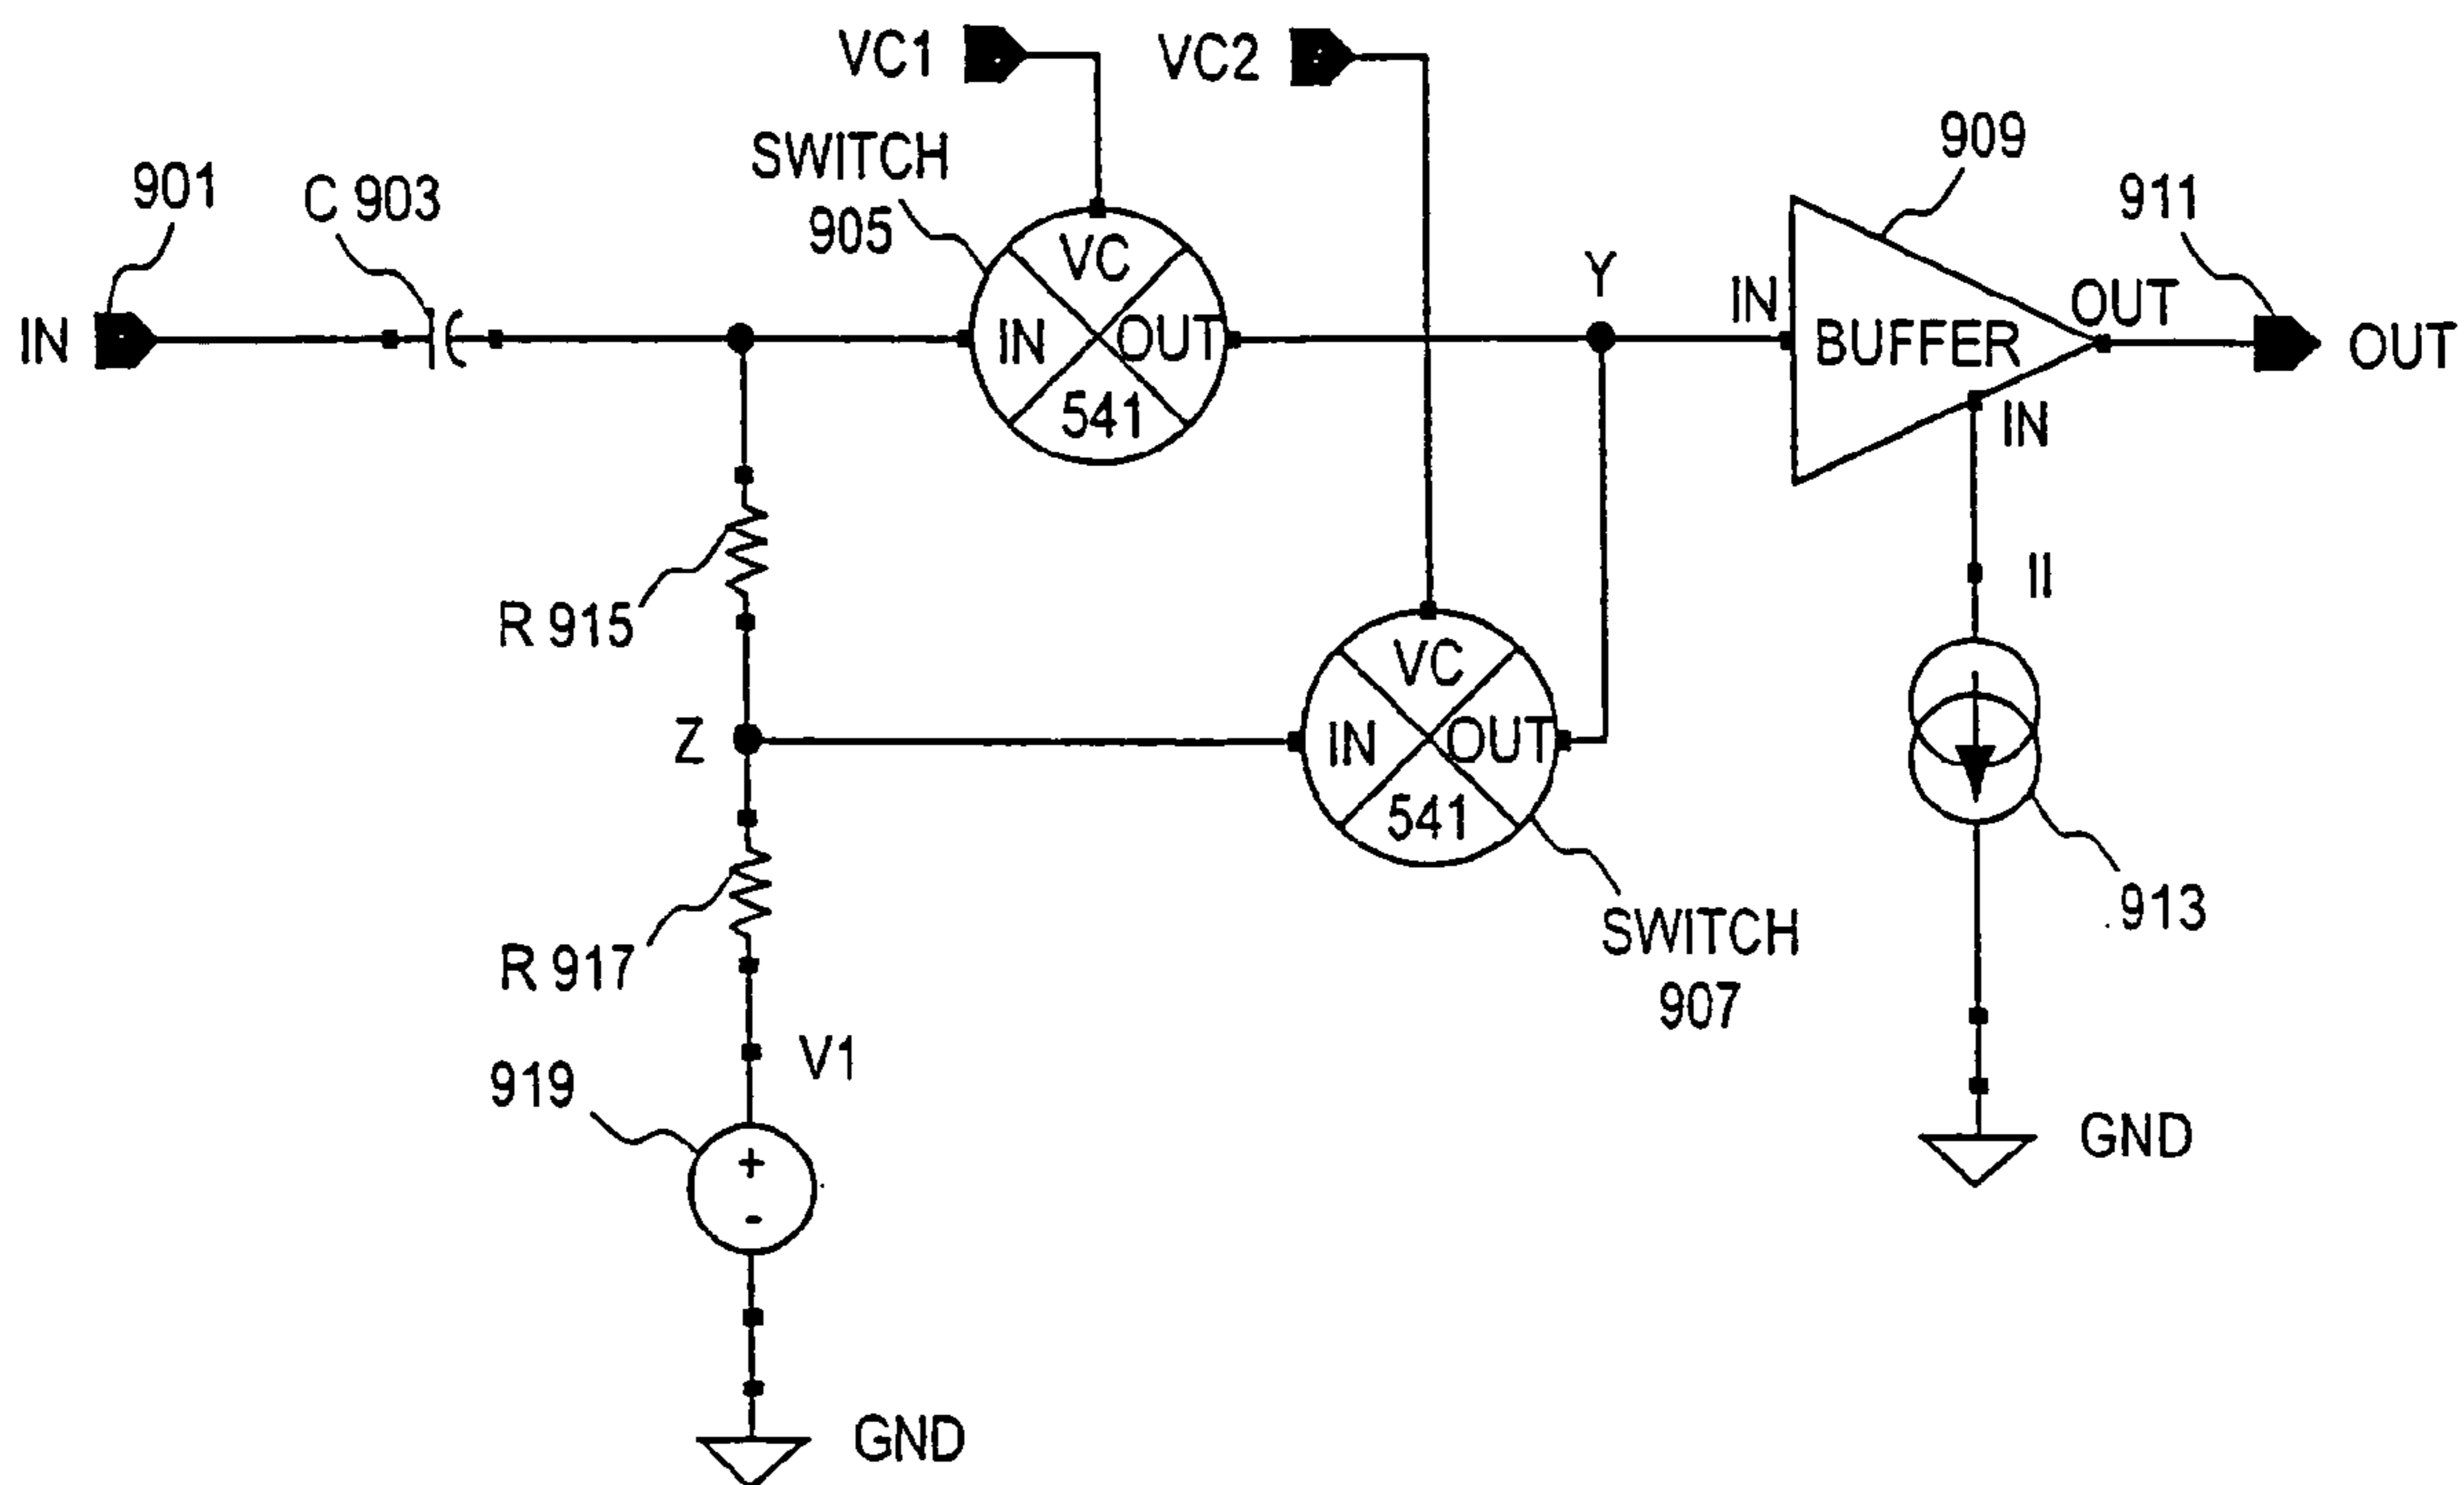 VC1
VC2
SWITCH
905
909
901
C 903
911
VC
IN
OUT
541
Y
IN
BUFFER
OUT
IN
IN
OUT
R 915
II
Z
VC
IN
OUT
541
R 917
SWITCH
907
913
V1
919
GND
GND